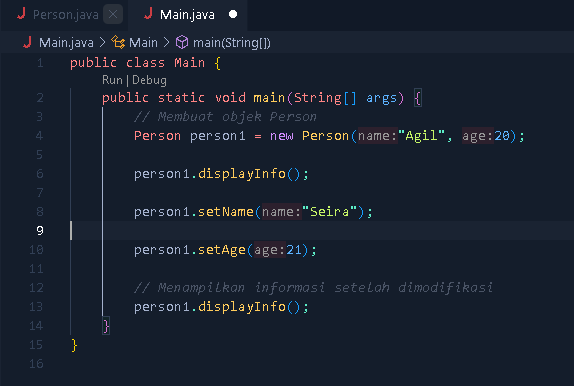 Person.java Main.java
Main.java > Main > main(String[])
1 public class Main {
Run | Debug
2 public static void main(String[] args) {
3 // Membuat objek Person
4 Person person1 = new Person(name:"Agil", age:20);
5
6 person1.displayInfo();
7
8 person1.setName(name:"Seira");
9
10 person1.setAge(age:21);
11
12 // Menampilkan informasi setelah dimodifikasi
13 person1.displayInfo();
14 }
15 }
16